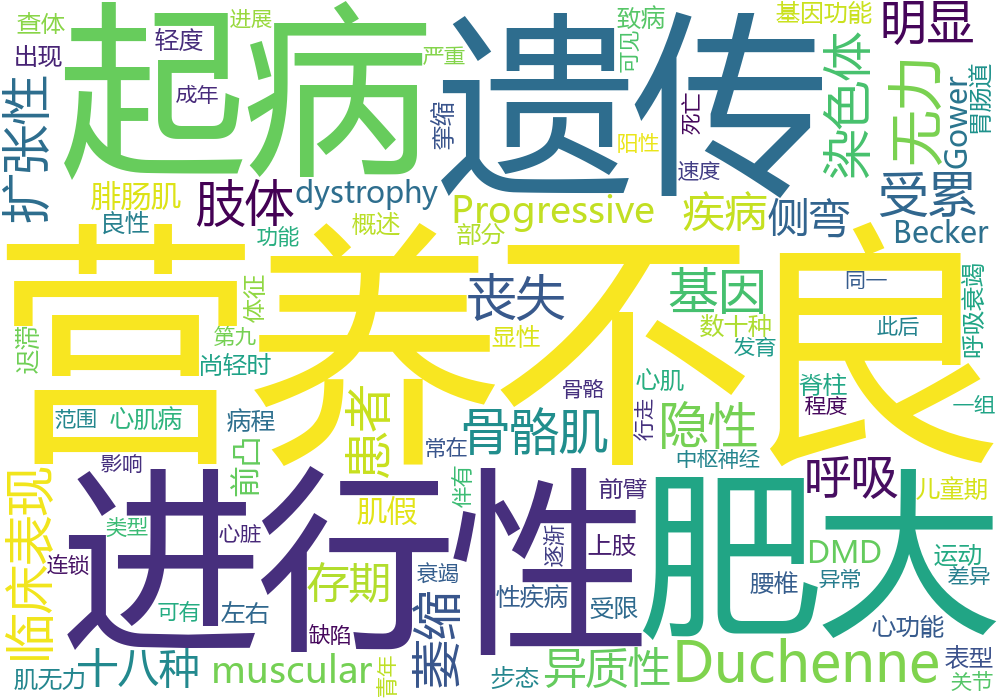 查体
进展
致病
基因功能
明显
出现
轻度
严重
可见
起病
遗传
成年
挛缩
死亡
染色体
无力
Gower
胃肠道
扩张性
阳性
速度
腓肠肌
肢体
dystrophy
Progressive
疾病
侧弯
受累
良性
功能
概述
部分
Becker
营养不良
体征
丧失
基因
同一
迟滞
第九
显性
数十种
此后
呼吸衰竭
尚轻时
发育
骨骼
心肌
脊柱
范围
心肌病
病程
患者
骨骼肌
行走
隐性
程度
一组
前凸
常在
中枢神经
影响
临床表现
进行性
伴有
前臂
呼吸
肥大
儿童期
类型
心脏
肌假
逐渐
上肢
DMD
运动
连锁
存期
衰竭
腰椎
异常
差异
可有
左右
萎缩
性疾病
受限
心功能
缺陷
肌无力
十八种
muscular
青年
步态
异质性
Duchenne
表型
关节